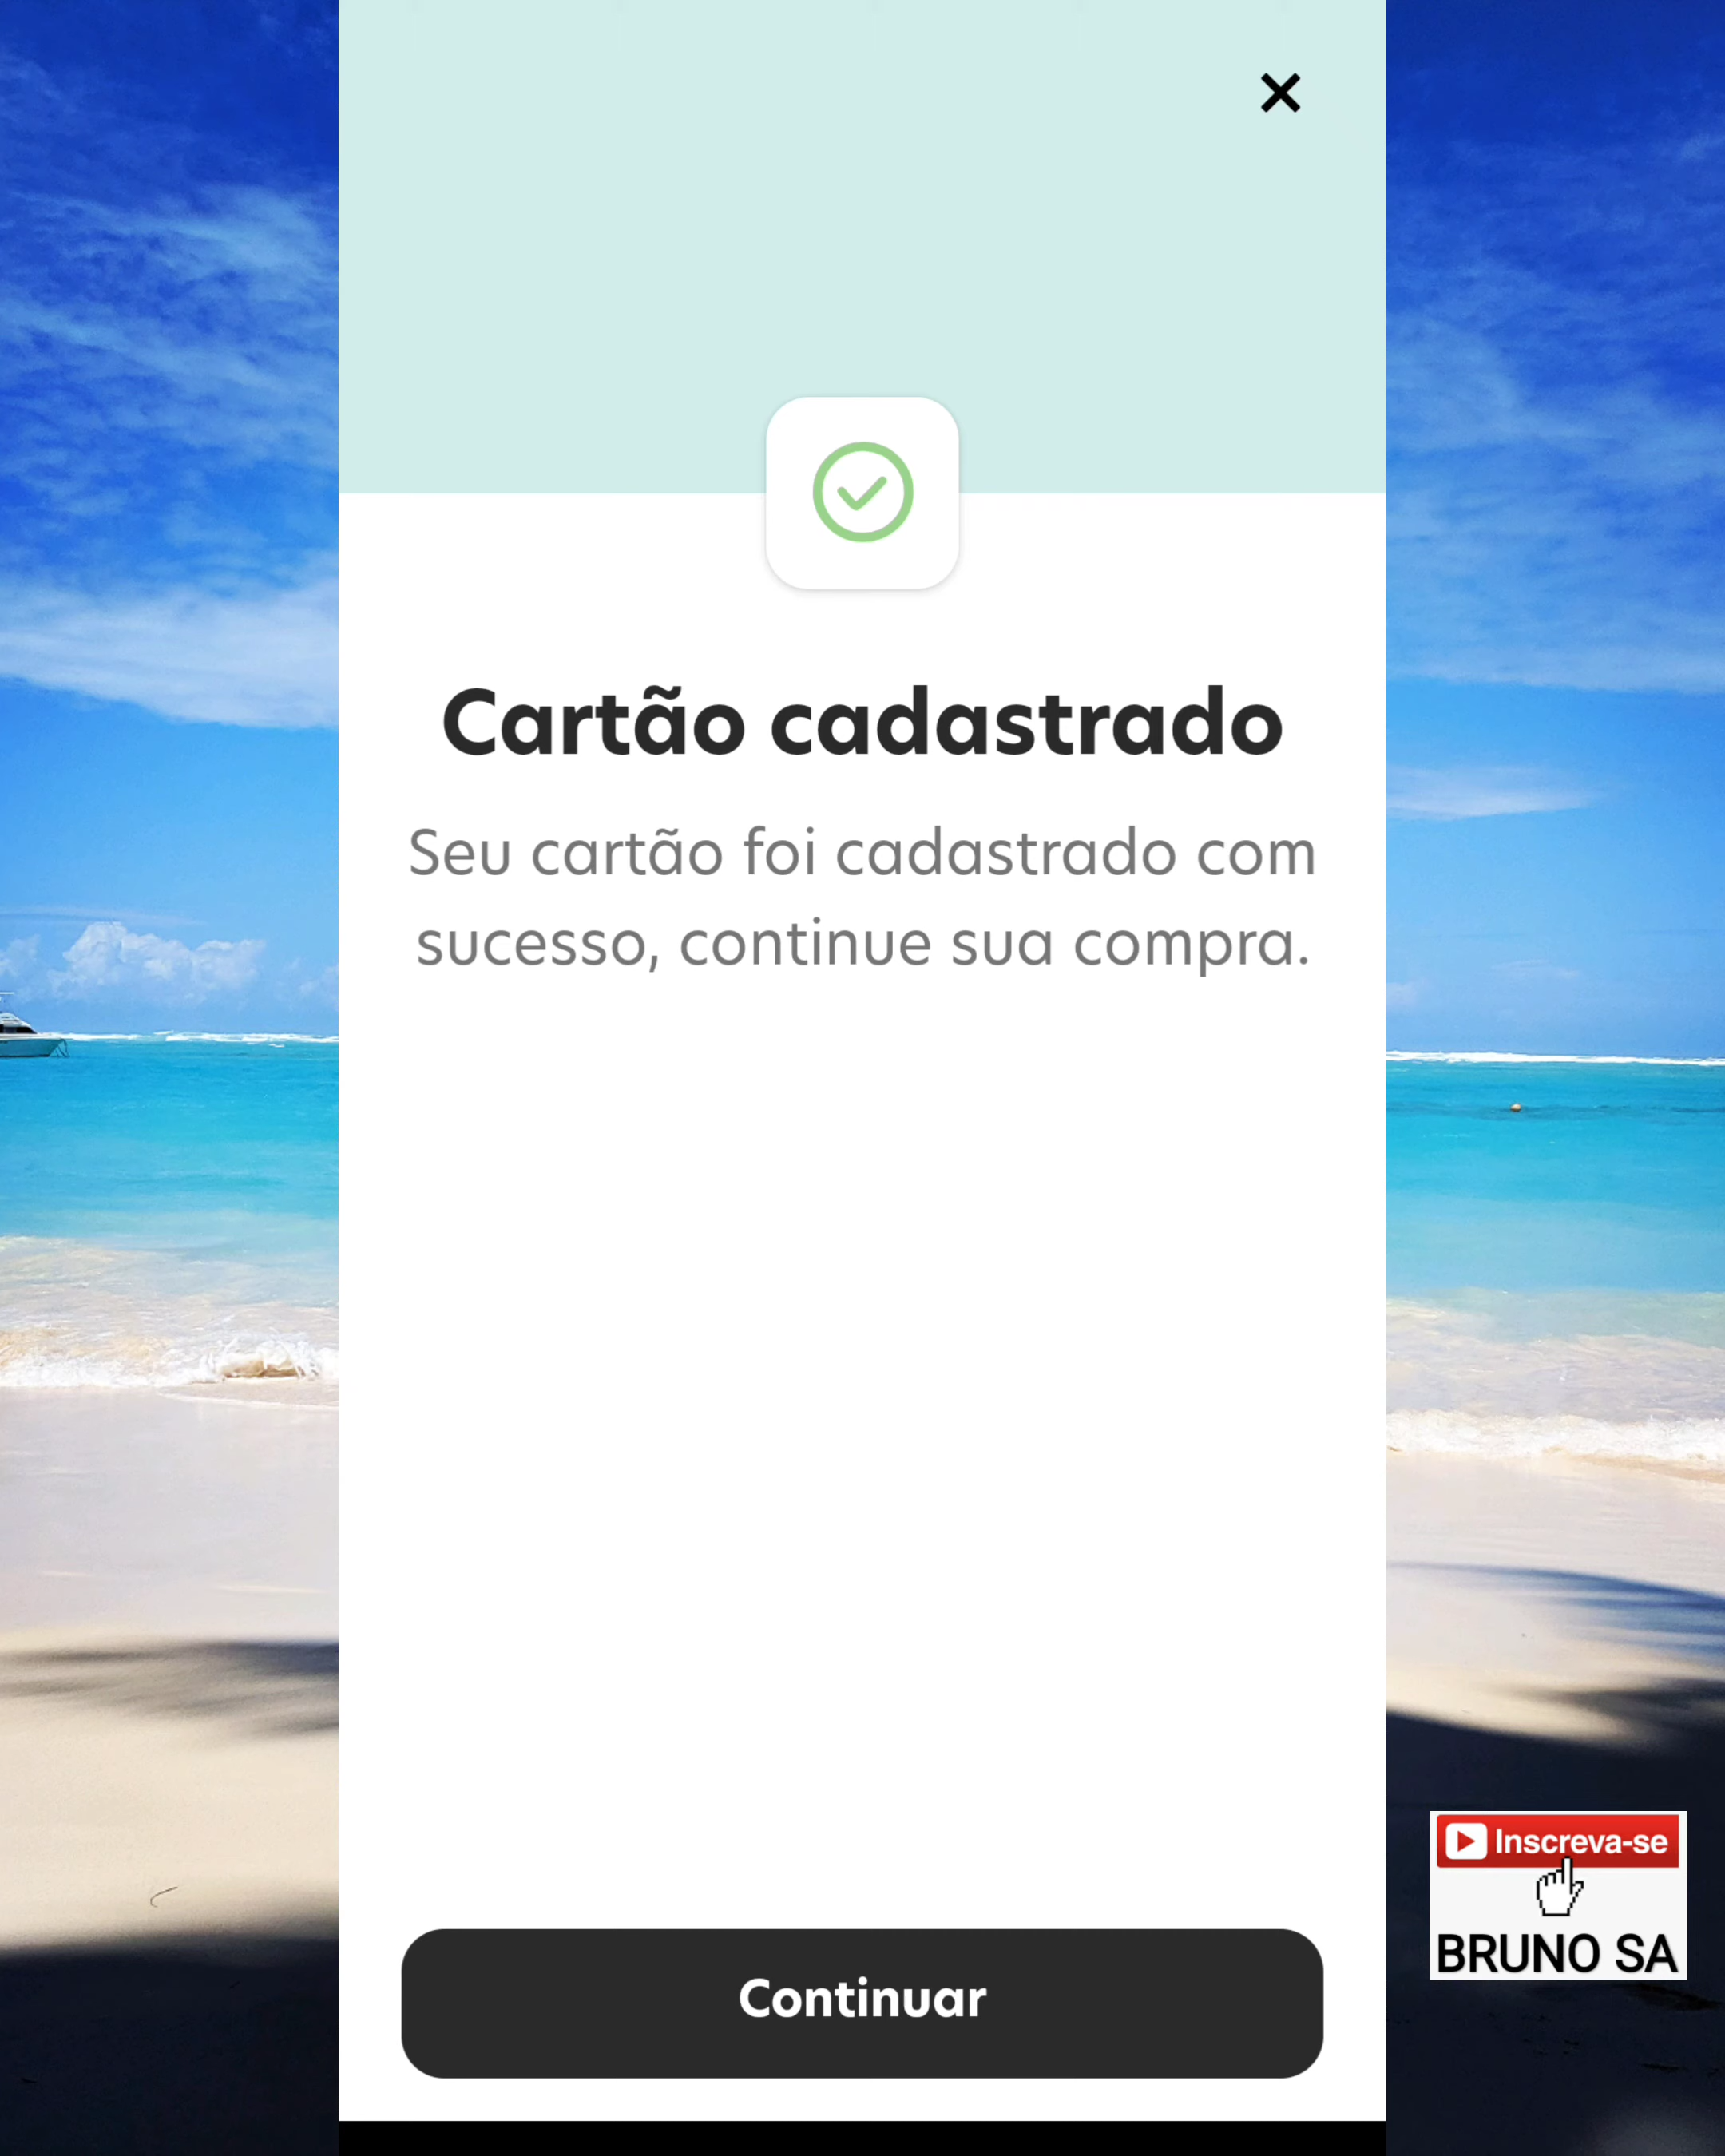 Cartão cadastrado
Seu cartão foi cadastrado com
sucesso, continue sua compra.
Inscreva-se
BRUNO SA
Continuar